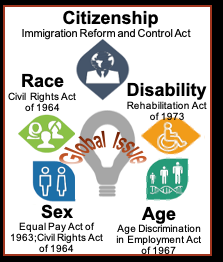 Citizenship
Immigration Reform and Control Act
Race
Civil Rights Act
of 1964
Disability
Rehabilitation Act
of 1973
Global Issue
Sex
Equal Pay Act of
1963;Civil Rights Act
of 1964
Age
Age Discrimination
in Employment Act
of 1967